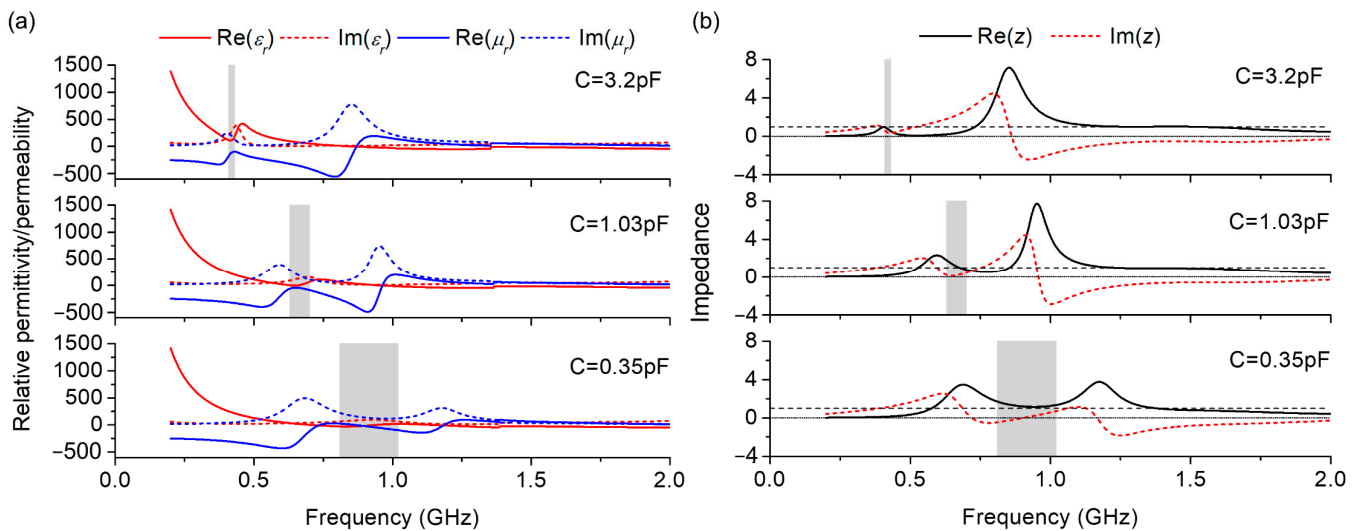 (a)
Re(εr) Im(εr) Re(μr) Im(μr)
Relative permittivity/permeability
1500
1000
500
0
−500
C=3.2pF
1500
1000
500
0
−500
C=1.03pF
1500
1000
500
0
−500
C=0.35pF
0.0 0.5 1.0 1.5 2.0
Frequency (GHz)
(b)
Re(z) Im(z)
Impedance
8
4
0
−4
C=3.2pF
8
4
0
−4
C=1.03pF
8
4
0
−4
C=0.35pF
0.0 0.5 1.0 1.5 2.0
Frequency (GHz)